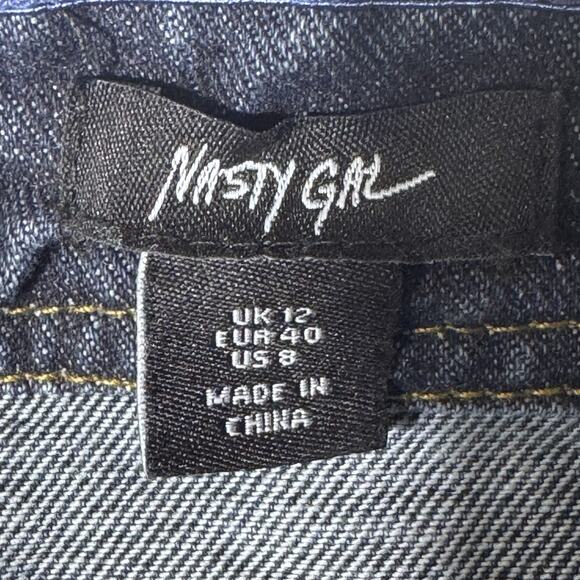 NASTY GAL
UK 12
EUR 40
US 8
MADE IN
CHINA